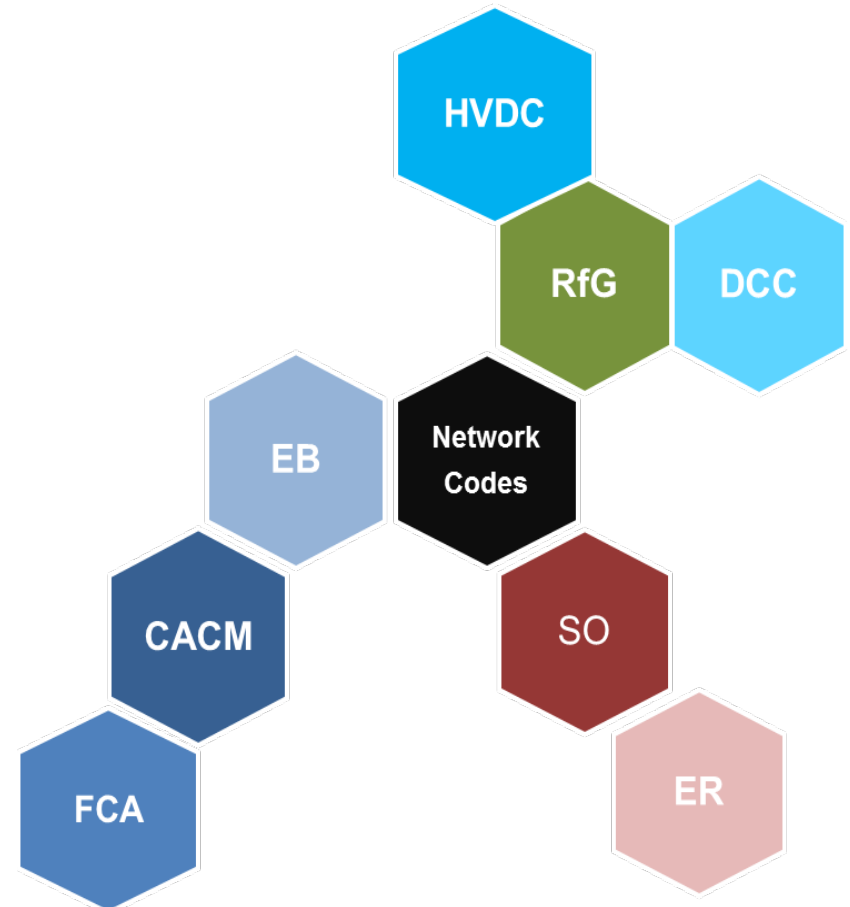 HVDC
RfG
DCC
EB
Network
Codes
CACM
SO
FCA
ER